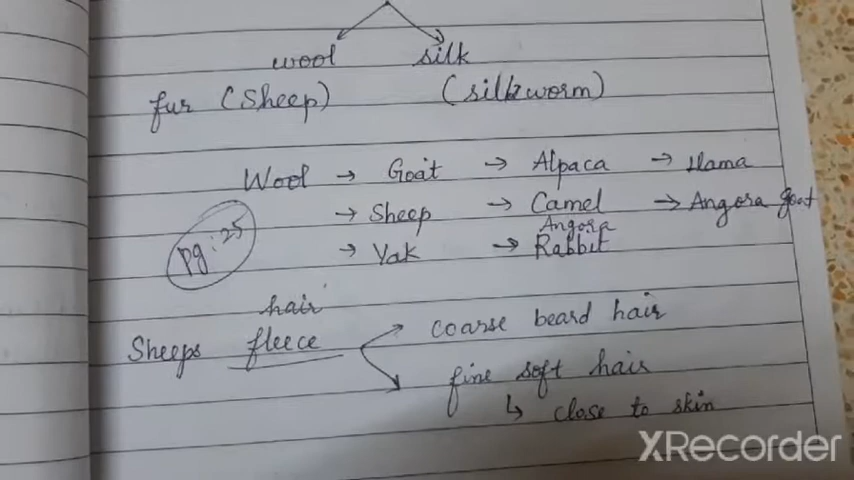 wool silk
fur (Sheep) (silkworm)
Wool → Goat → Alpaca → Llama
→ Sheep → Camel → Angora goat
pg: 25 → Yak → Angora Rabbit
hair
Sheeps fleece coarse beard hair
fine soft hair
↳ close to skin
XRecorder